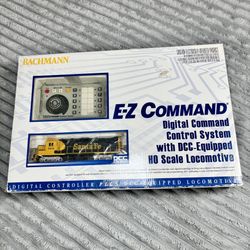 BACHMANN
E-Z COMMAND
Digital Command
Control System
with DCC-Equipped
HO Scale Locomotive
Santa Fe
DCC
DIGITAL CONTROLLER PLUS DCC-EQUIPPED LOCOMOTIVE